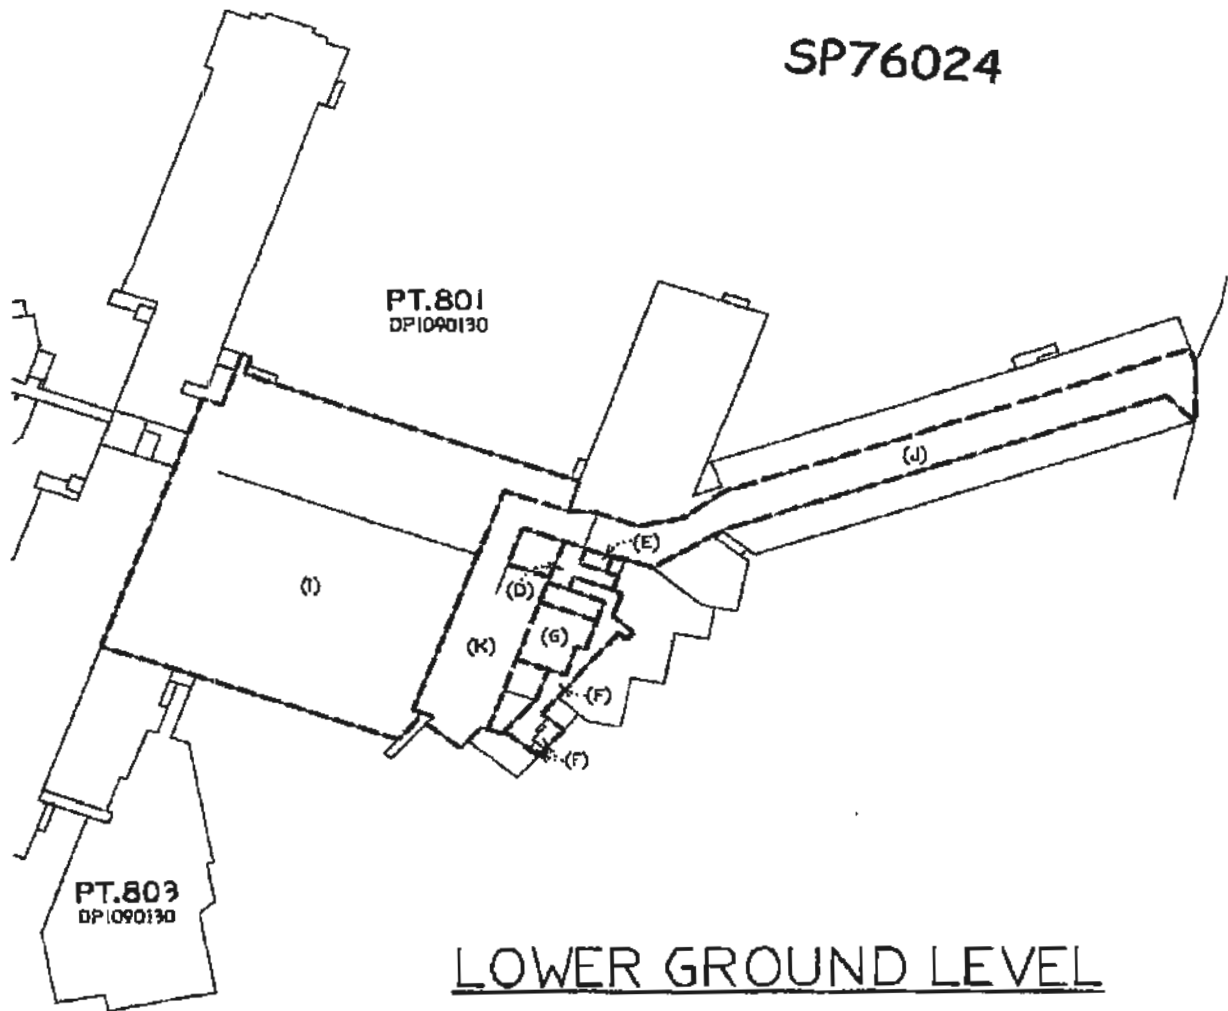 SP76024
PT.801
DP1090130
(E)
(J)
(D)
(I)
(G)
(K)
(F)
(F)
PT.803
DP1090130
LOWER GROUND LEVEL